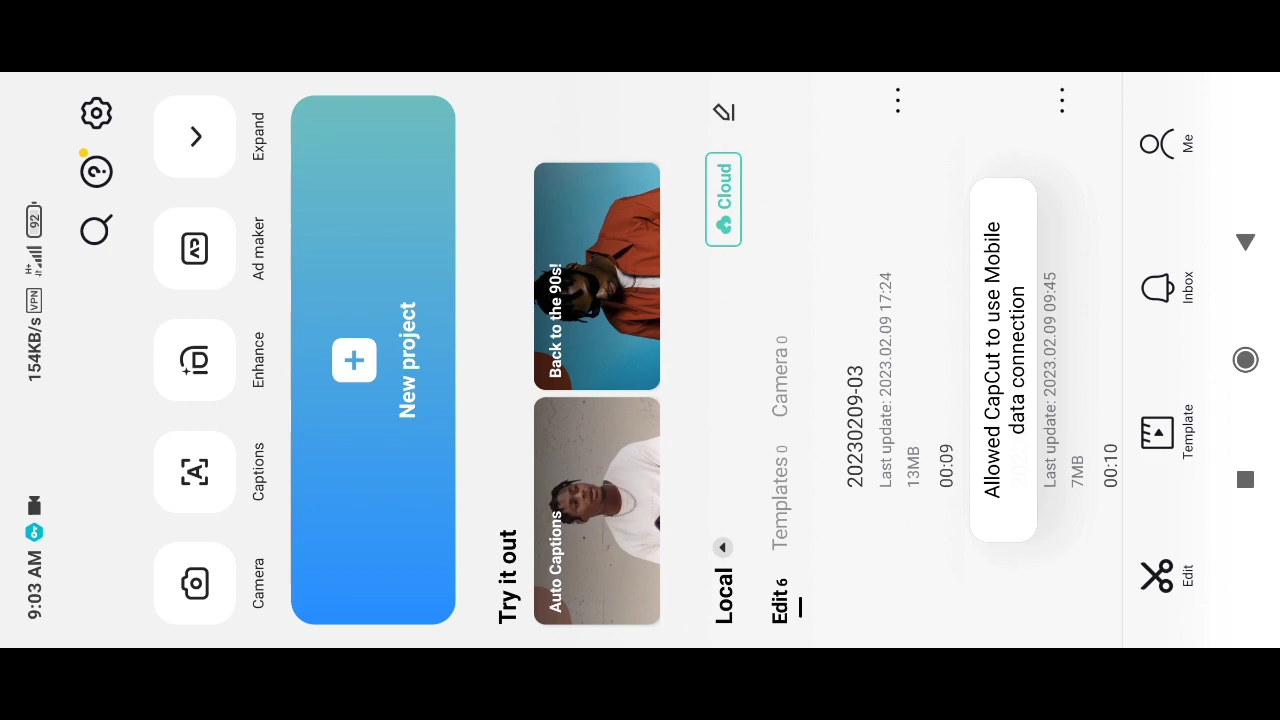 9:03 AM
154KB/s VPN H+ 92
Camera
Captions
Enhance
Ad maker
Expand
New project
Try it out
Auto Captions
Back to the 90s!
Local
Cloud
Edit 6
Templates 0
Camera 0
20230209-03
Last update: 2023.02.09 17:24
13MB
00:09
Allowed CapCut to use Mobile
data connection
Last update: 2023.02.09 09:45
7MB
00:10
Edit
Template
Inbox
Me